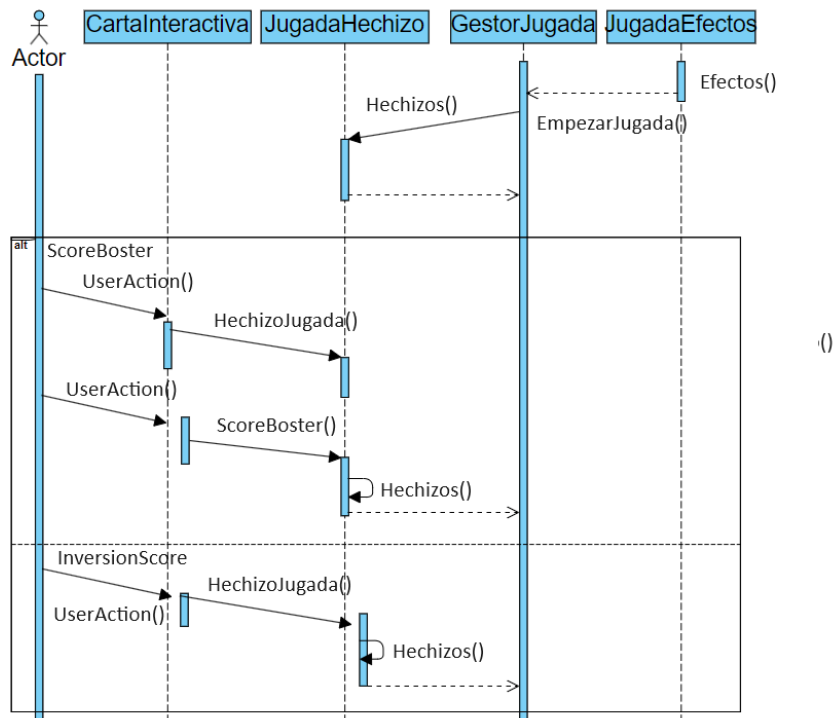 CartaInteractiva
JugadaHechizo
GestorJugada
JugadaEfectos
Actor
Efectos()
Hechizos()
EmpezarJugada()
alt
ScoreBoster
UserAction()
HechizoJugada()
()
UserAction()
ScoreBoster()
Hechizos()
InversionScore
HechizoJugada()
UserAction()
Hechizos()